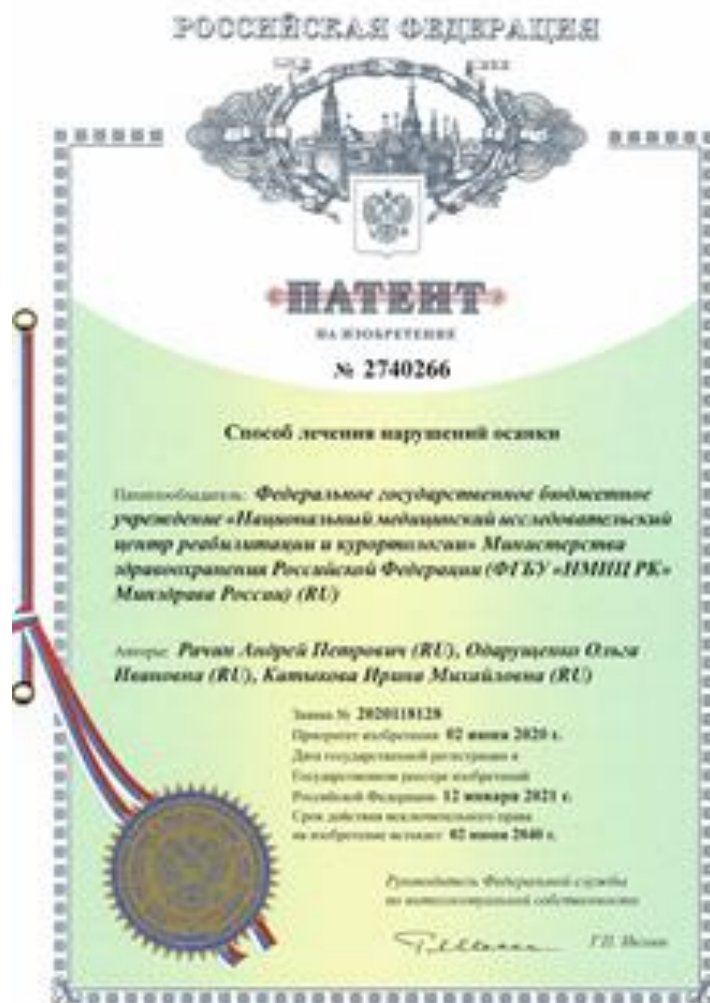 РОССИЙСКАЯ ФЕДЕРАЦИЯ
ПАТЕНТ
НА ИЗОБРЕТЕНИЕ
№ 2740266
Способ лечения нарушений осанки
Патентообладатель: Федеральное государственное бюджетное
учреждение «Национальный медицинский исследовательский
центр реабилитации и курортологии» Министерства
здравоохранения Российской Федерации (ФГБУ «НМИЦ РК»
Минздрава России) (RU)
Авторы: Рачин Андрей Петрович (RU), Одарущенко Ольга
Ивановна (RU), Ирина Михайловна (RU)
Заявка № 2020118128
Приоритет изобретения 02 июня 2020 г.
Дата государственной регистрации в
Государственном реестре изобретений
Российской Федерации 12 января 2021 г.
Срок действия исключительного права
на изобретение истекает 02 июня 2040 г.
Руководитель Федеральной службы
по интеллектуальной собственности
Г.П. Ивлиев